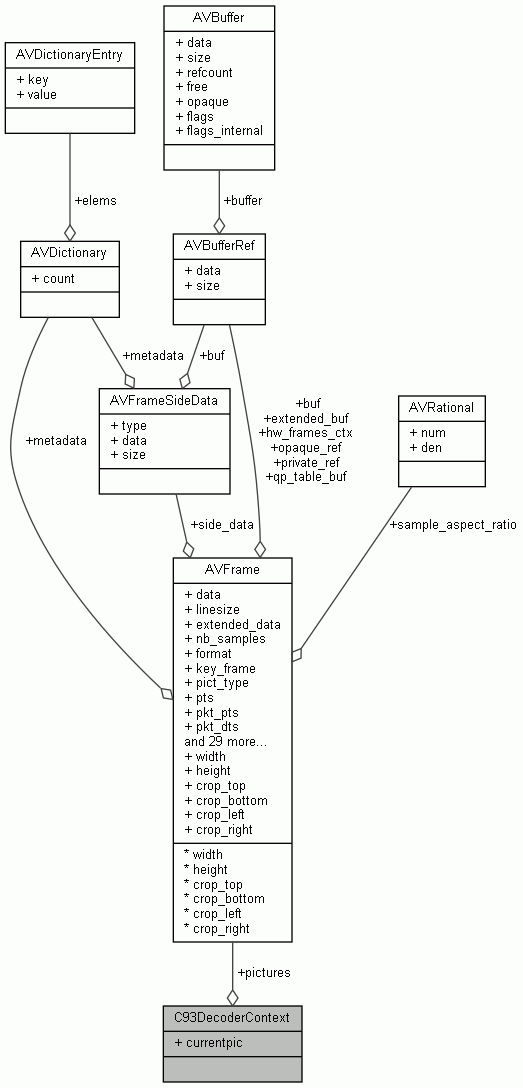 AVBuffer
+ data
+ size
+ refcount
+ free
+ opaque
+ flags
+ flags_internal
AVDictionaryEntry
+ key
+ value
+elems
+buffer
AVDictionary
+ count
AVBufferRef
+ data
+ size
+metadata
+buf
AVFrameSideData
+ type
+ data
+ size
+buf
+extended_buf
+hw_frames_ctx
+opaque_ref
+private_ref
+qp_table_buf
AVRational
+ num
+ den
+metadata
+side_data
+sample_aspect_ratio
AVFrame
+ data
+ linesize
+ extended_data
+ nb_samples
+ format
+ key_frame
+ pict_type
+ pts
+ pkt_pts
+ pkt_dts
and 29 more...
+ width
+ height
+ crop_top
+ crop_bottom
+ crop_left
+ crop_right
* width
* height
* crop_top
* crop_bottom
* crop_left
* crop_right
+pictures
C93DecoderContext
+ currentpic